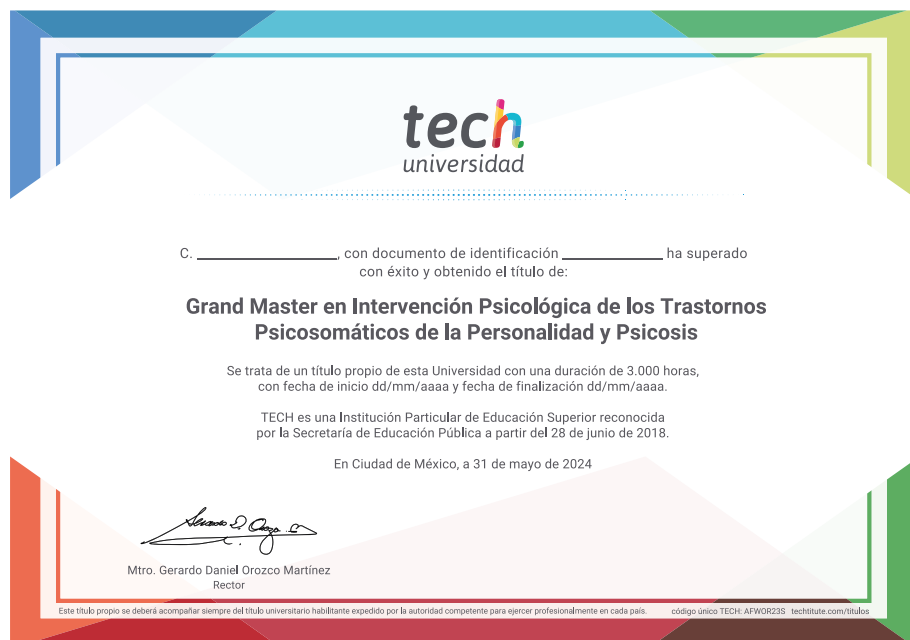 tech
universidad
C. ____________, con documento de identificación ____________ ha superado
con éxito y obtenido el título de:
Grand Master en Intervención Psicológica de los Trastornos
Psicosomáticos de la Personalidad y Psicosis
Se trata de un título propio de esta Universidad con una duración de 3.000 horas,
con fecha de inicio dd/mm/aaaa y fecha de finalización dd/mm/aaaa.
TECH es una Institución Particular de Educación Superior reconocida
por la Secretaría de Educación Pública a partir del 28 de junio de 2018.
En Ciudad de México, a 31 de mayo de 2024
Mtro. Gerardo Daniel Orozco Martínez
Rector
Este título propio se deberá acompañar siempre del título universitario habilitante expedido por la autoridad competente para ejercer profesionalmente en cada país. código único TECH: AFWOR23S techtitute.com/titulos